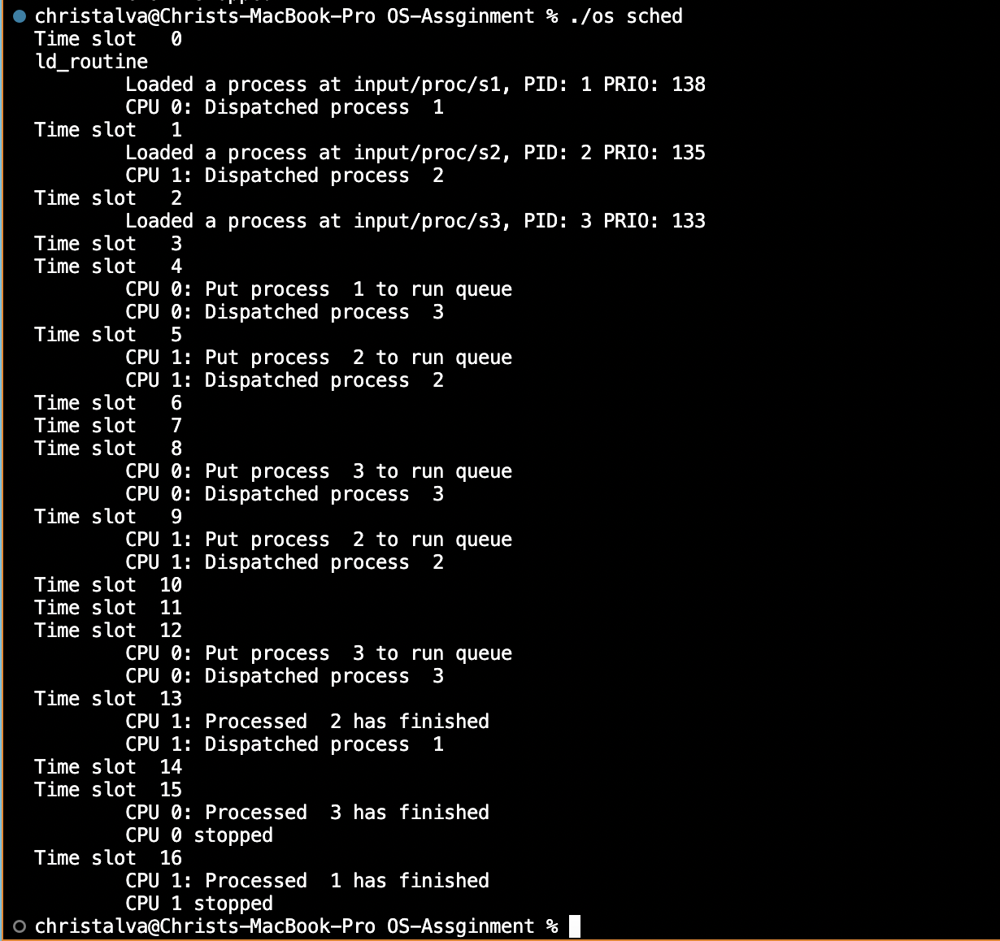 christalva@Christs-MacBook-Pro OS-Assginment % ./os sched
Time slot   0
ld_routine
        Loaded a process at input/proc/s1, PID: 1 PRIO: 138
        CPU 0: Dispatched process  1
Time slot   1
        Loaded a process at input/proc/s2, PID: 2 PRIO: 135
        CPU 1: Dispatched process  2
Time slot   2
        Loaded a process at input/proc/s3, PID: 3 PRIO: 133
Time slot   3
Time slot   4
        CPU 0: Put process  1 to run queue
        CPU 0: Dispatched process  3
Time slot   5
        CPU 1: Put process  2 to run queue
        CPU 1: Dispatched process  2
Time slot   6
Time slot   7
Time slot   8
        CPU 0: Put process  3 to run queue
        CPU 0: Dispatched process  3
Time slot   9
        CPU 1: Put process  2 to run queue
        CPU 1: Dispatched process  2
Time slot  10
Time slot  11
Time slot  12
        CPU 0: Put process  3 to run queue
        CPU 0: Dispatched process  3
Time slot  13
        CPU 1: Processed  2 has finished
        CPU 1: Dispatched process  1
Time slot  14
Time slot  15
        CPU 0: Processed  3 has finished
        CPU 0 stopped
Time slot  16
        CPU 1: Processed  1 has finished
        CPU 1 stopped
christalva@Christs-MacBook-Pro OS-Assginment %